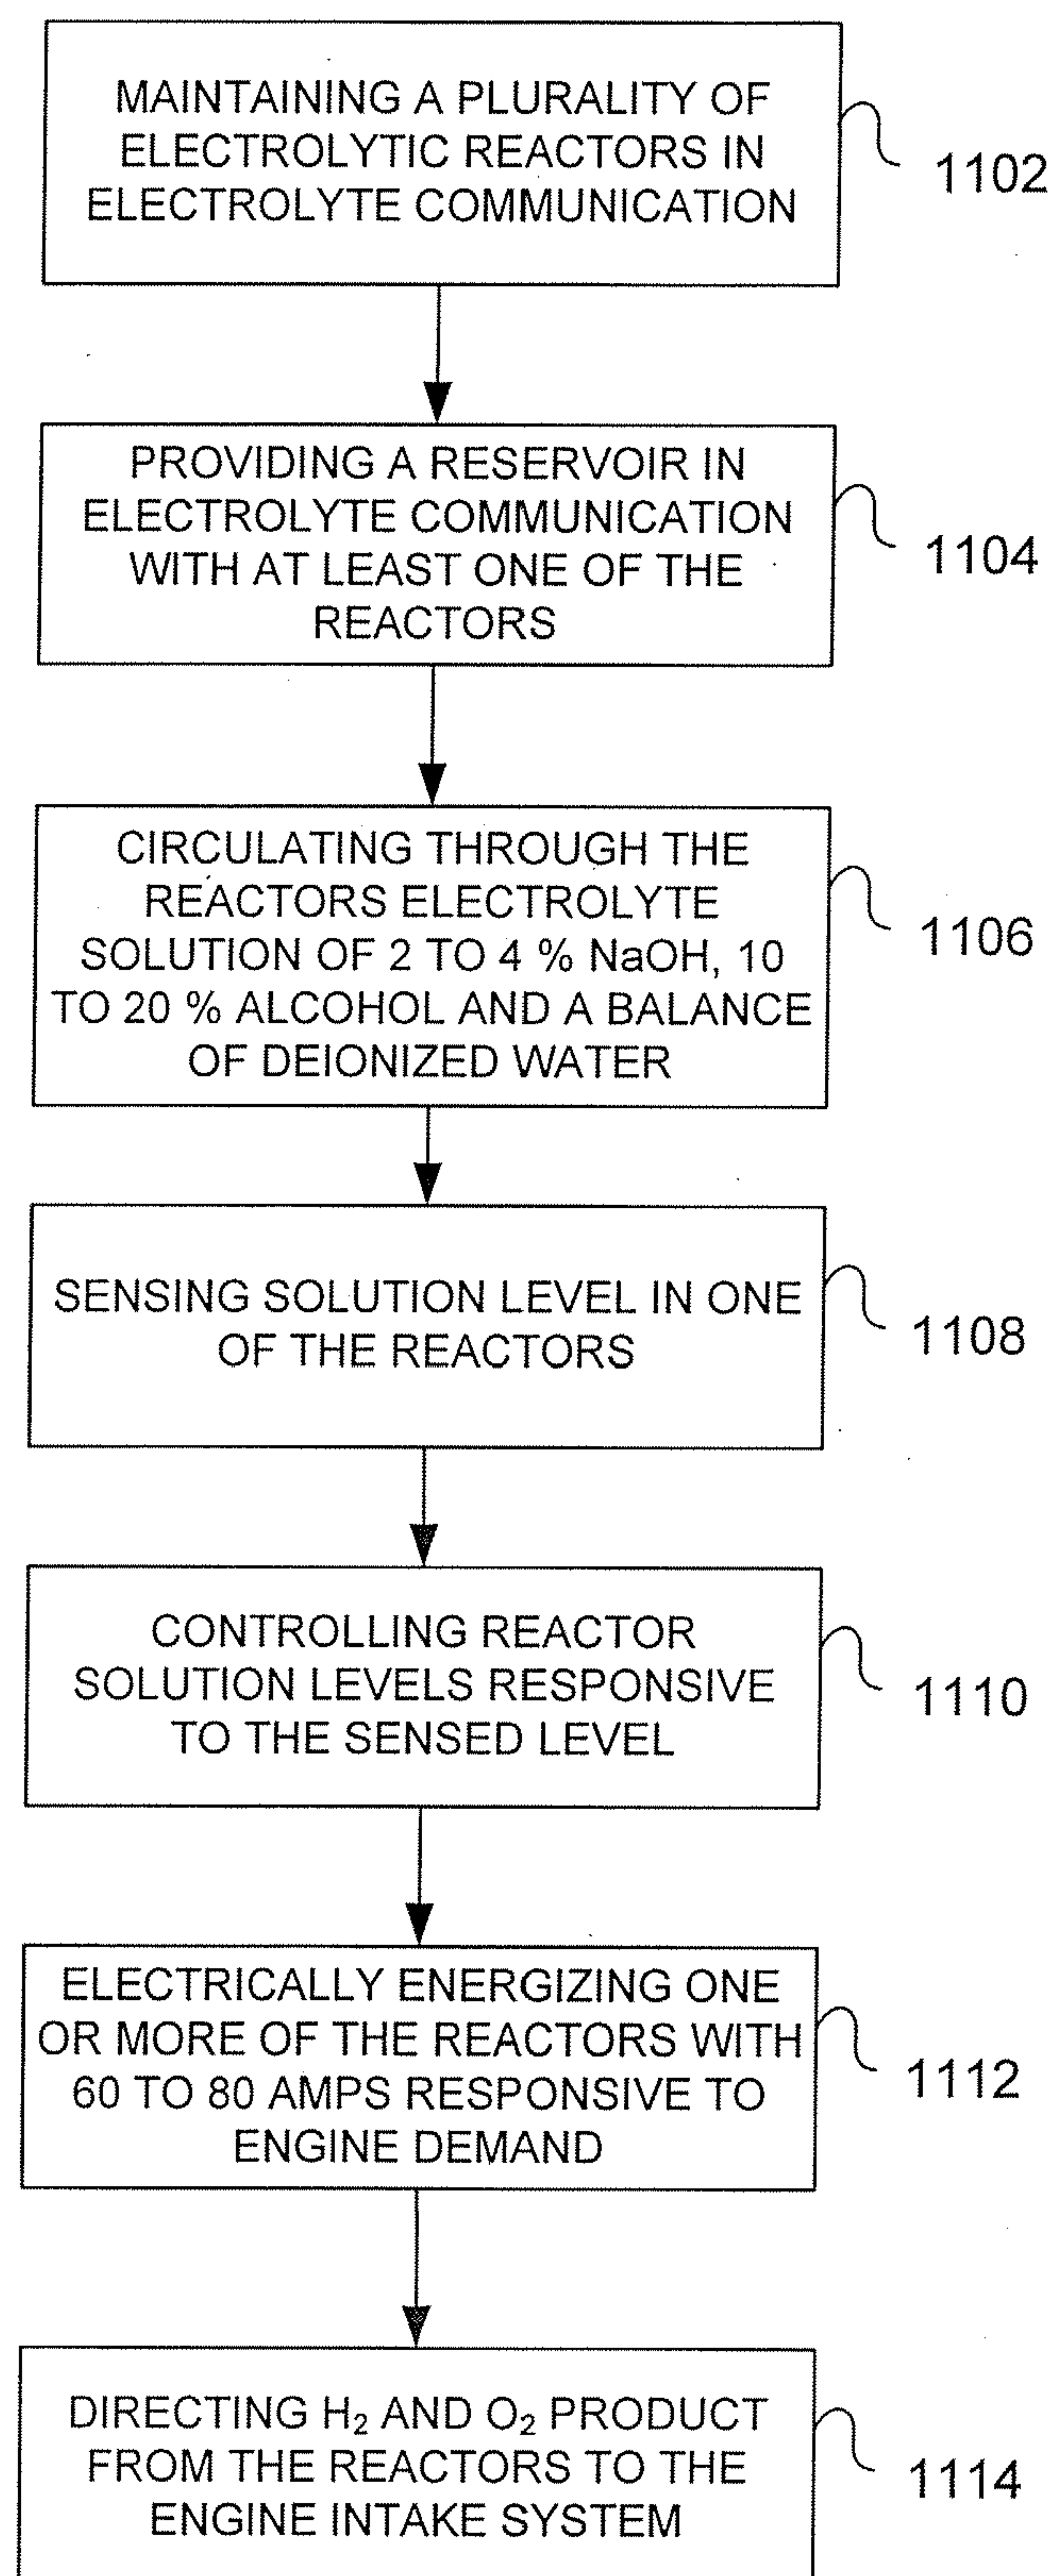 MAINTAINING A PLURALITY OF
ELECTROLYTIC REACTORS IN
ELECTROLYTE COMMUNICATION
1102
PROVIDING A RESERVOIR IN
ELECTROLYTE COMMUNICATION
WITH AT LEAST ONE OF THE
REACTORS
1104
CIRCULATING THROUGH THE
REACTORS ELECTROLYTE
SOLUTION OF 2 TO 4 % NaOH, 10
TO 20 % ALCOHOL AND A BALANCE
OF DEIONIZED WATER
1106
SENSING SOLUTION LEVEL IN ONE
OF THE REACTORS
1108
CONTROLLING REACTOR
SOLUTION LEVELS RESPONSIVE
TO THE SENSED LEVEL
1110
ELECTRICALLY ENERGIZING ONE
OR MORE OF THE REACTORS WITH
60 TO 80 AMPS RESPONSIVE TO
ENGINE DEMAND
1112
DIRECTING H₂ AND O₂ PRODUCT
FROM THE REACTORS TO THE
ENGINE INTAKE SYSTEM
1114